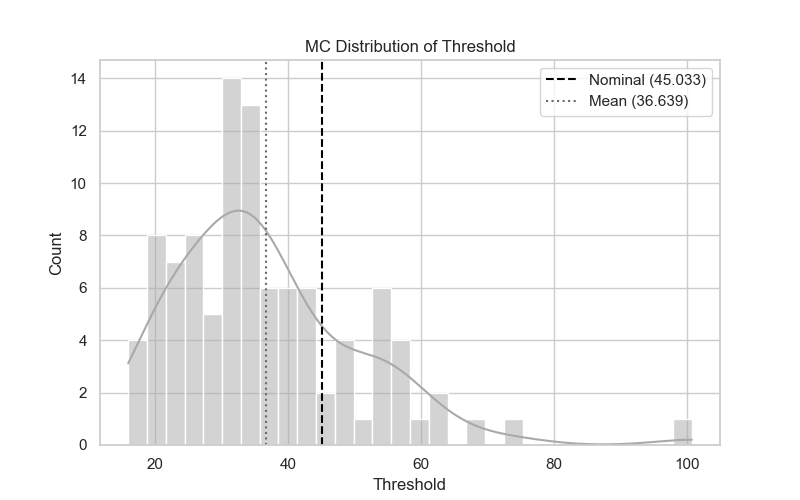 MC Distribution of Threshold
Nominal (45.033)
Mean (36.639)
Count
14
12
10
8
6
4
2
0
20
40
60
80
100
Threshold